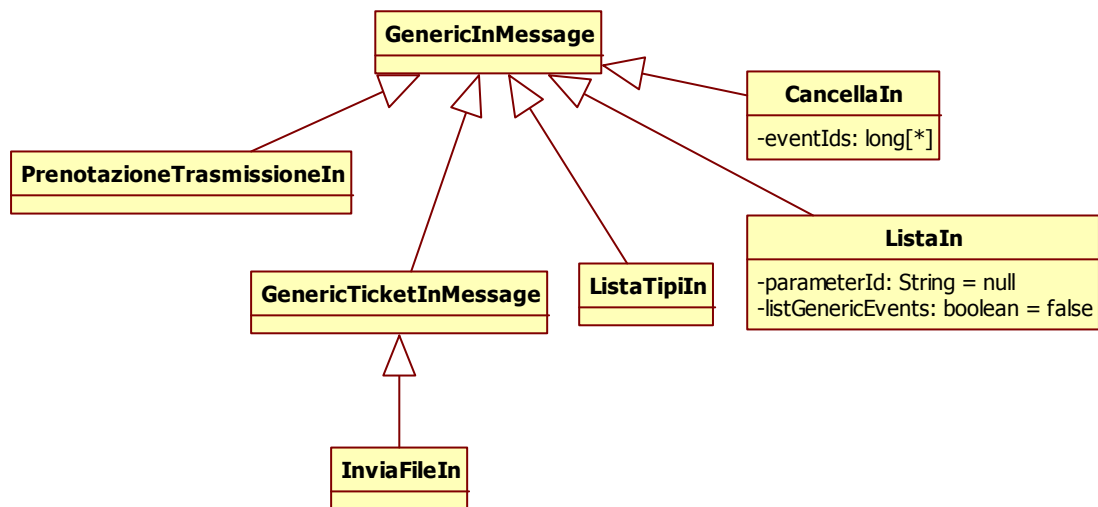 GenericInMessage
CancellaIn
-eventIds: long[*]
PrenotazioneTrasmissioneIn
ListaIn
-parameterId: String = null
-listGenericEvents: boolean = false
GenericTicketInMessage
ListaTipiIn
InviaFileIn